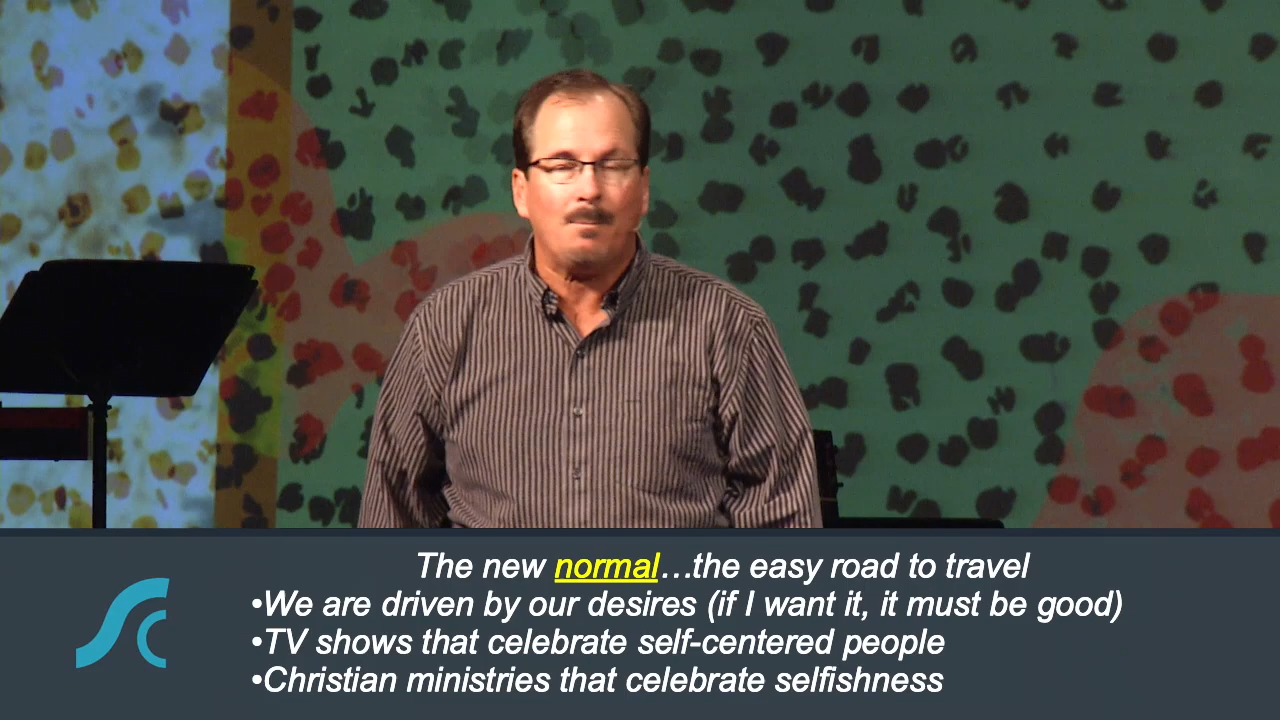 The new normal…the easy road to travel
•We are driven by our desires (if I want it, it must be good)
•TV shows that celebrate self-centered people
•Christian ministries that celebrate selfishness